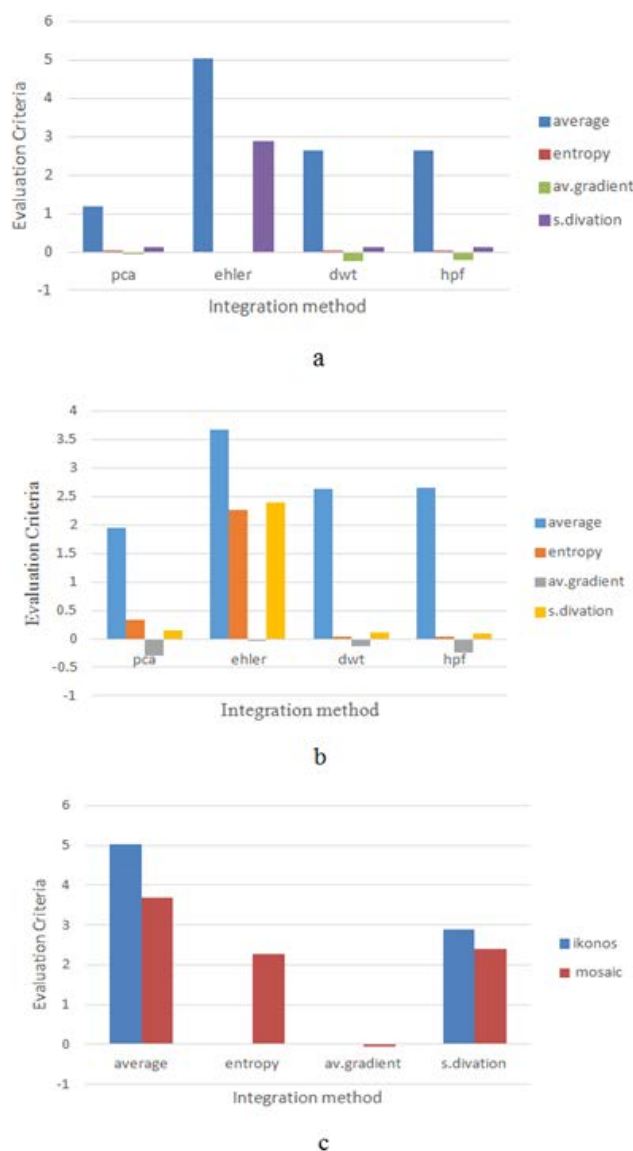 6
5
4
3
2
1
0
-1
Evaluation Criteria
pca ehler dwt hpf
Integration method
average
entropy
av.gradient
s.divation
a
4
3.5
3
2.5
2
1.5
1
0.5
0
-0.5
-1
Evaluation Criteria
pca ehler dwt hpf
Integration method
average
entropy
av.gradient
s.divation
b
6
5
4
3
2
1
0
-1
Evaluation Criteria
average entropy av.gradient s.divation
Integration method
ikonos
mosaic
c